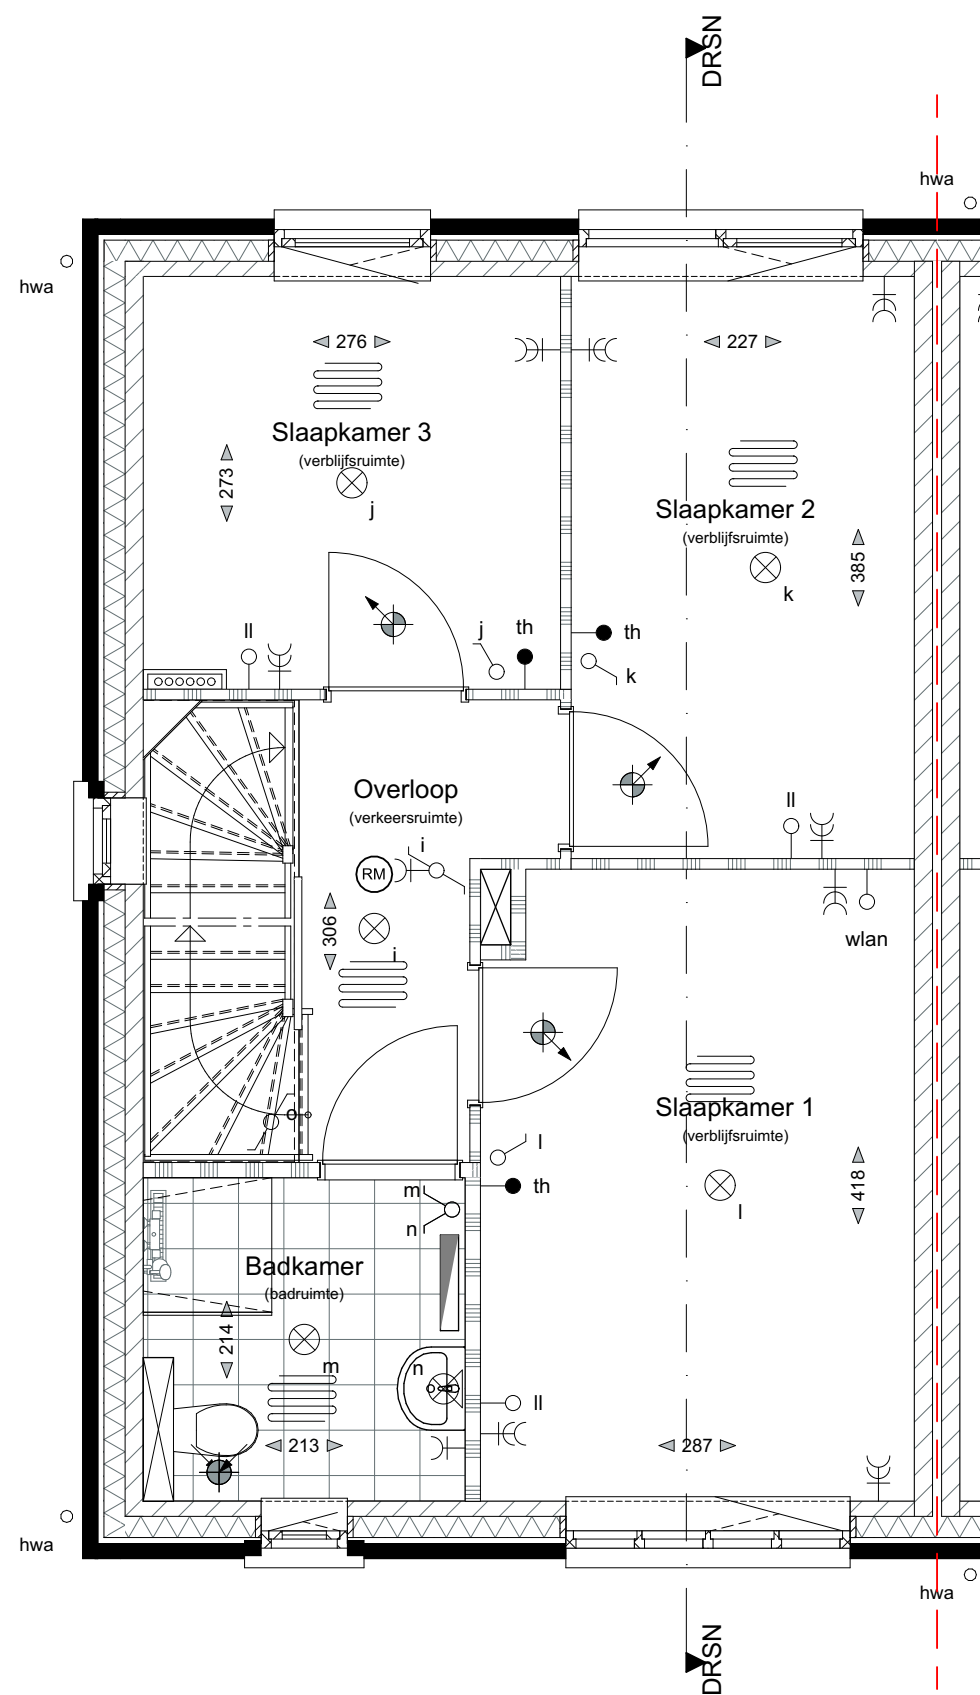 DRSN
hwa
hwa
276
227
Slaapkamer 3
(verblijfsruimte)
273
j
Slaapkamer 2
(verblijfsruimte)
385
k
ll
j
th
th
k
Overloop
(verkeersruimte)
ll
i
RM
306
i
wlan
o
Slaapkamer 1
(verblijfsruimte)
l
th
418
l
m
n
Badkamer
(badruimte)
214
m
n
ll
213
287
hwa
hwa
DRSN